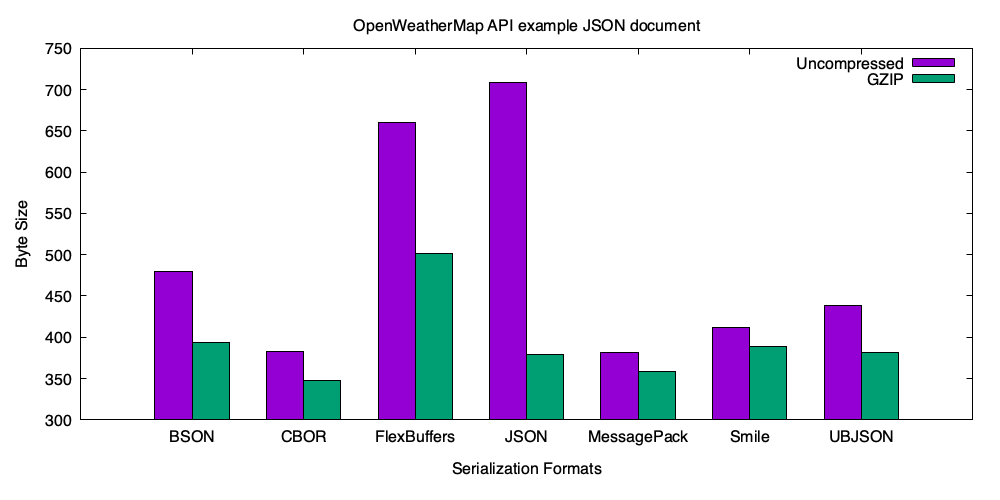 OpenWeatherMap API example JSON document
Uncompressed
GZIP
750
700
650
600
550
500
450
400
350
300
Byte Size
BSON CBOR FlexBuffers JSON MessagePack Smile UBJSON
Serialization Formats